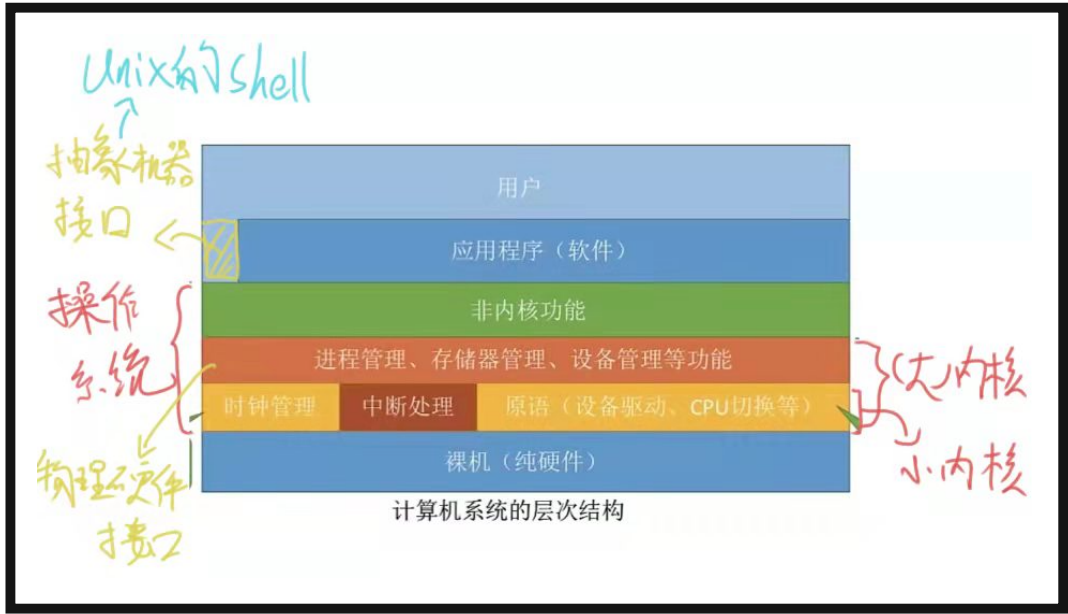 Unix的Shell
抽象机器
接口
用户
应用程序（软件）
操作
系统
非内核功能
进程管理、存储器管理、设备管理等功能
(大)内核
时钟管理 中断处理 原语（设备驱动、CPU切换等）
小内核
裸机（纯硬件）
物理硬件
接口
计算机系统的层次结构